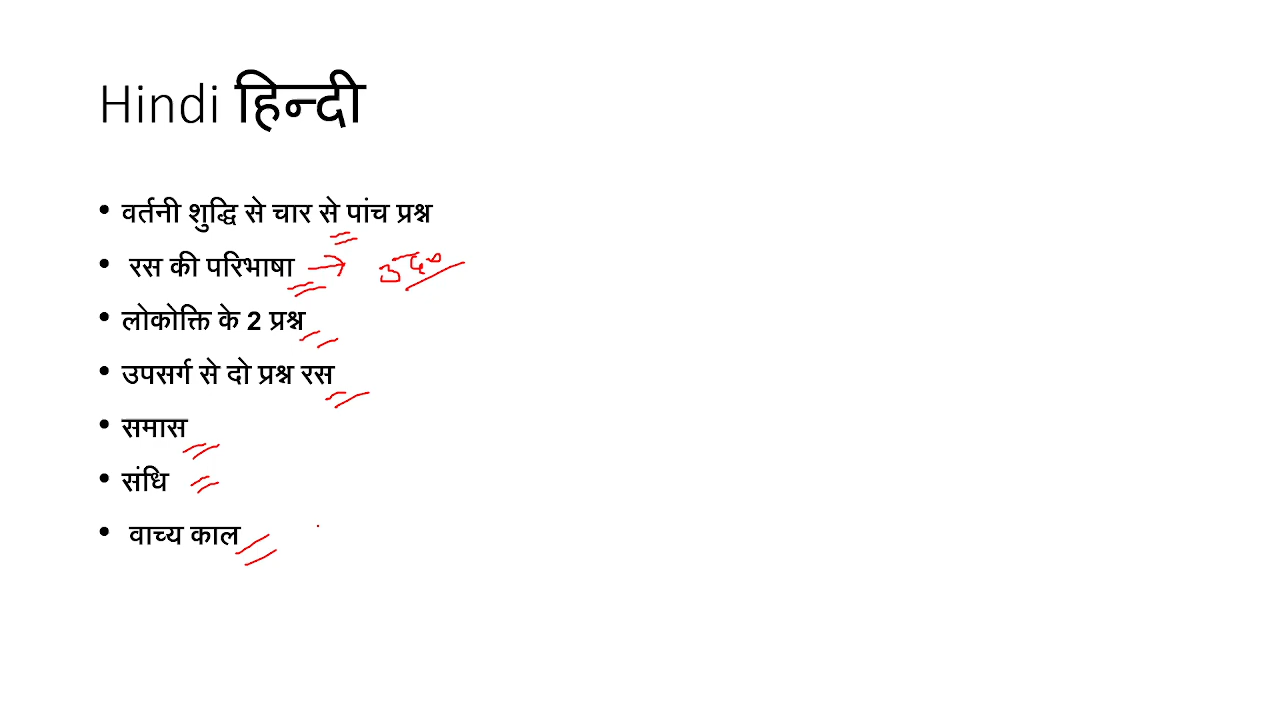 Hindi हिन्दी
• वर्तनी शुद्धि से चार से पांच प्रश्न
• रस की परिभाषा →
• लोकोक्ति के 2 प्रश्न
• उपसर्ग से दो प्रश्न रस
• समास
• संधि
• वाच्य काल